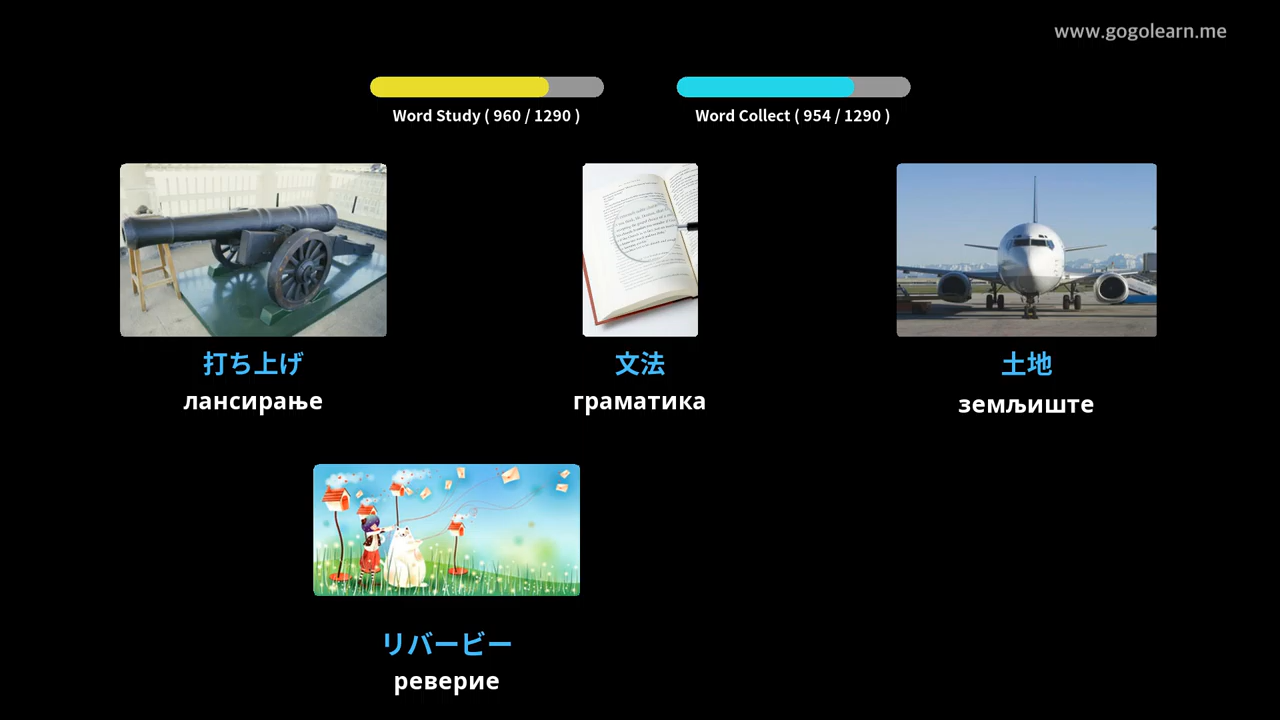 www.gogolearn.me
Word Study ( 960 / 1290 )
Word Collect ( 954 / 1290 )
打ち上げ
лансирање
文法
граматика
土地
земљиште
リバービー
реверие